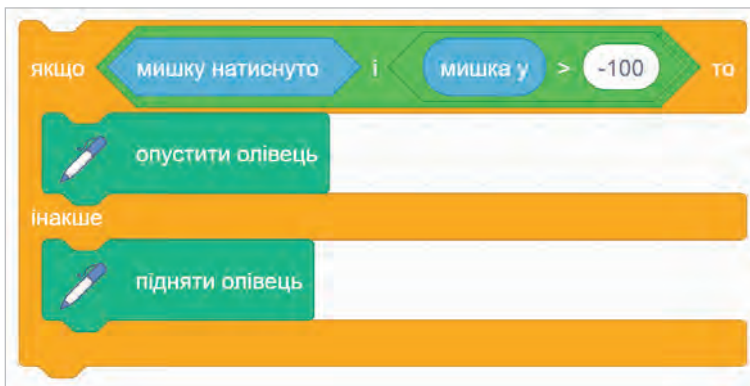 якщо мишку натиснуто і мишка y > -100 то
опустити олівець
інакше
підняти олівець